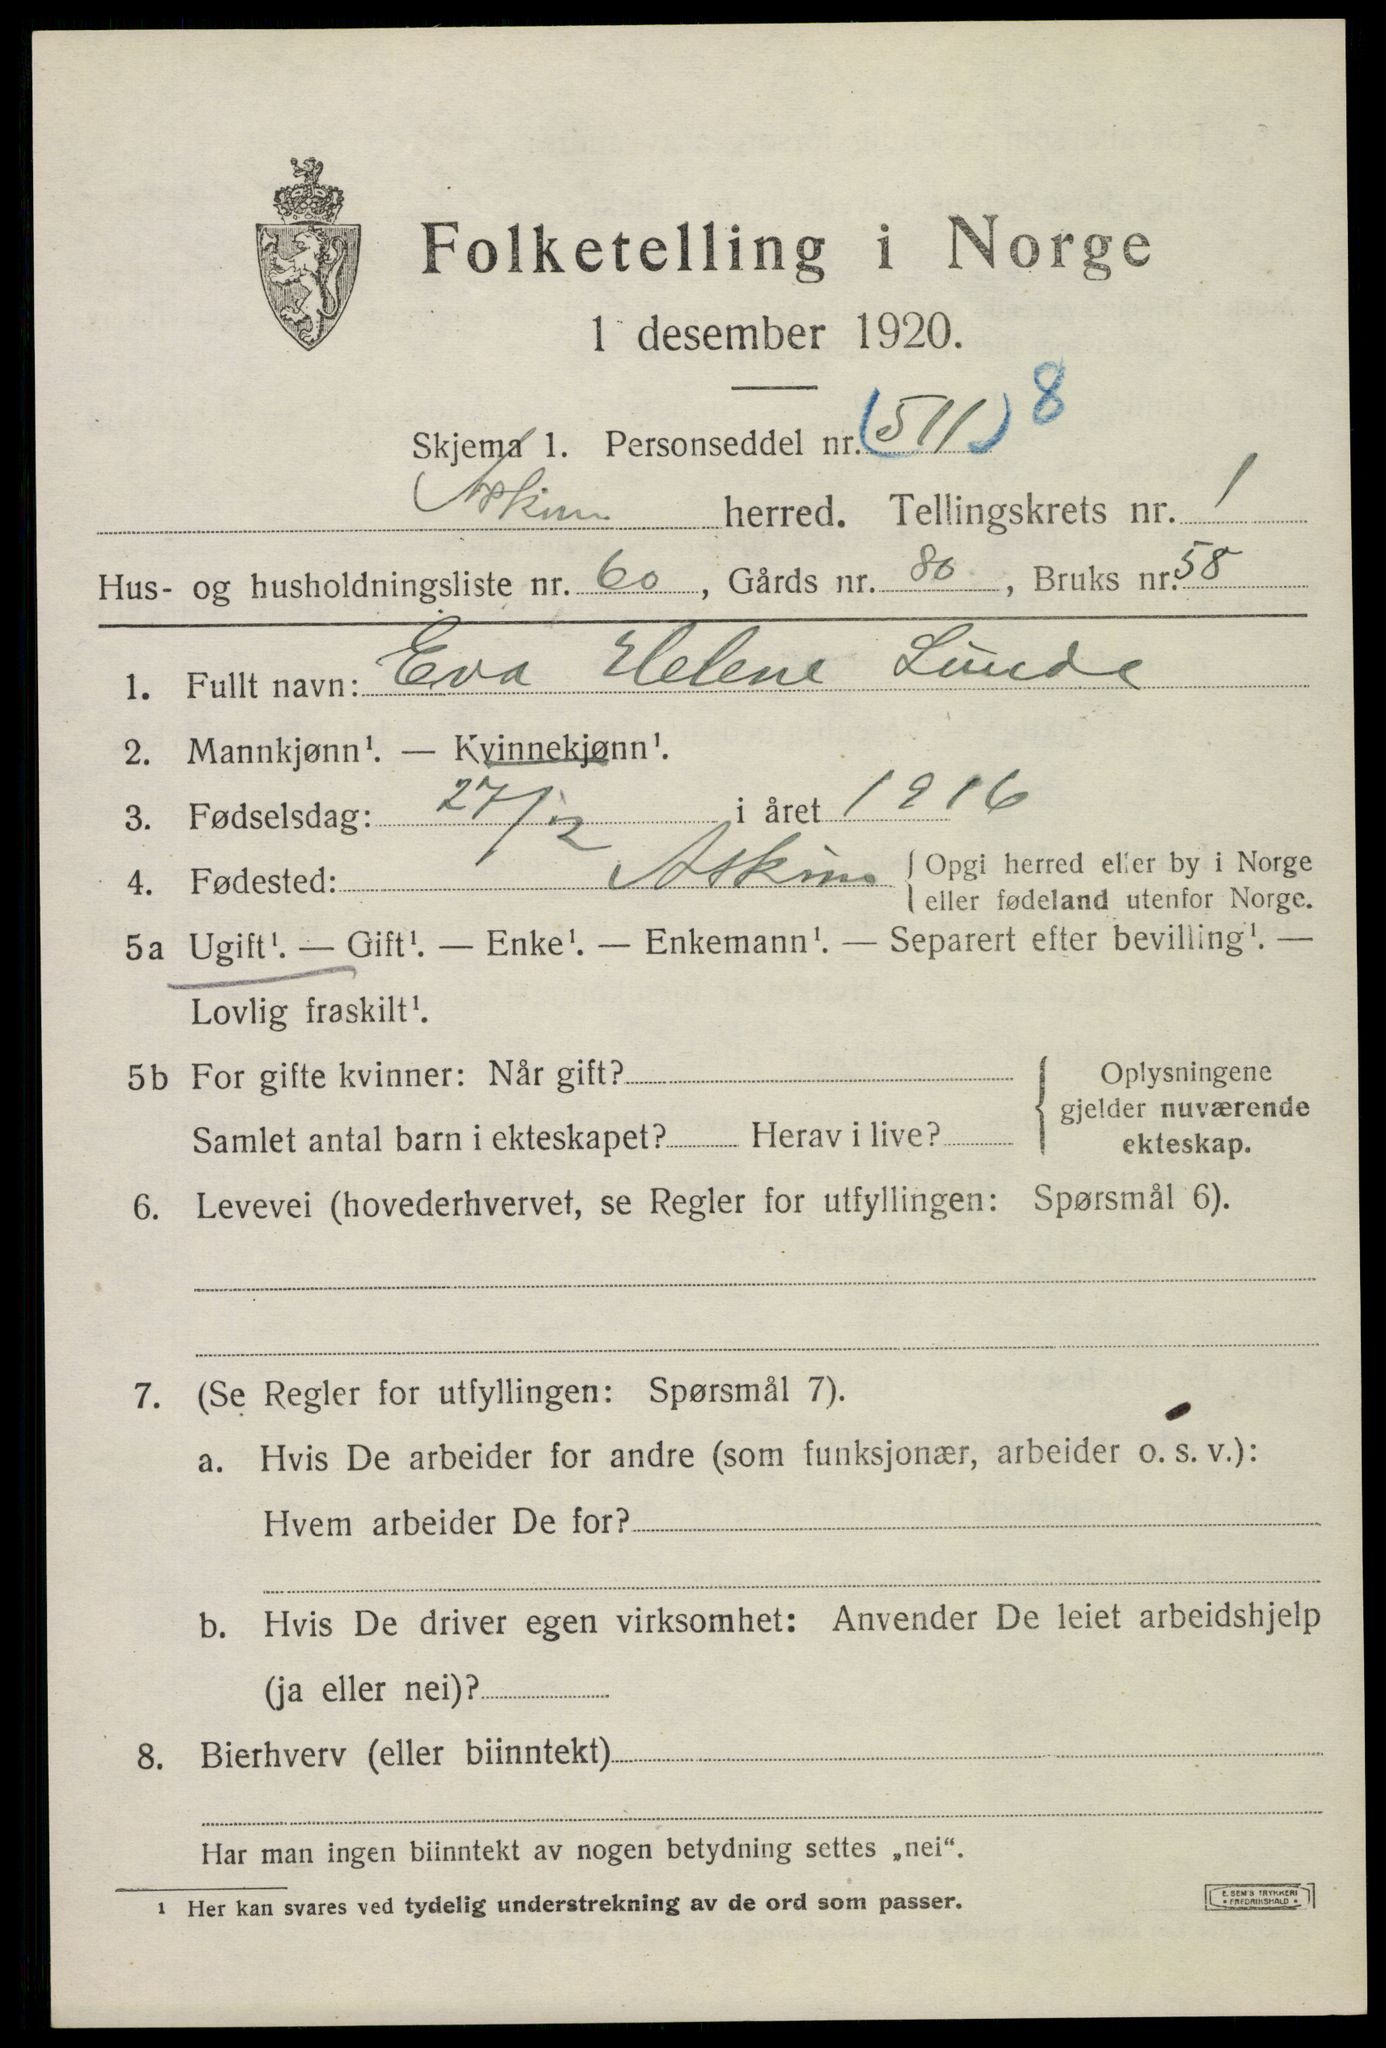 Folketelling i Norge
1 desember 1920.
Skjema 1. Personseddel nr. (511) 8
Askim herred. Tellingskrets nr. 1
Hus- og husholdningsliste nr. 60, Gårds nr. 80, Bruks nr. 58
1. Fullt navn: Eva Helene Lunde
2. Mannkjønn¹. — Kvinnekjønn¹.
3. Fødselsdag: 27/2 i året 1916
4. Fødested: Askim { Opgi herred eller by i Norge
eller fødeland utenfor Norge.
5a Ugift¹. — Gift¹. — Enke¹. — Enkemann¹. — Separert efter bevilling¹. —
Lovlig fraskilt¹.
5b For gifte kvinner: Når gift?
Samlet antal barn i ekteskapet? Herav i live?
Oplysningene
gjelder nuværende
ekteskap.
6. Levevei (hovederhvervet, se Regler for utfyllingen: Spørsmål 6).
7. (Se Regler for utfyllingen: Spørsmål 7).
a. Hvis De arbeider for andre (som funksjonær, arbeider o. s. v.):
Hvem arbeider De for?
b. Hvis De driver egen virksomhet: Anvender De leiet arbeidshjelp
(ja eller nei)?
8. Bierhverv (eller biinntekt)
Har man ingen biinntekt av nogen betydning settes „nei“.
¹ Her kan svares ved tydelig understrekning av de ord som passer.
E. SEM'S TRYKKERI
• FREDRIKSHALD •